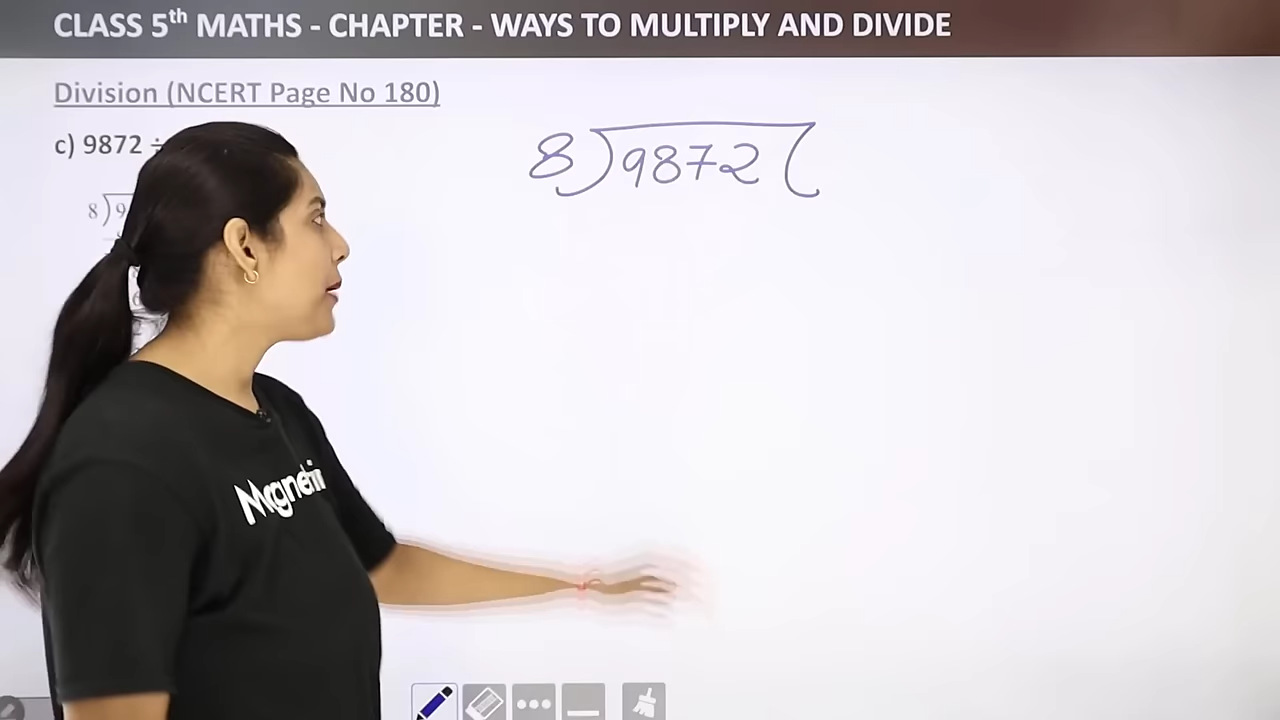 CLASS 5th MATHS - CHAPTER - WAYS TO MULTIPLY AND DIVIDE
Division (NCERT Page No 180)
c) 9872 ÷
8)9
8)9872(